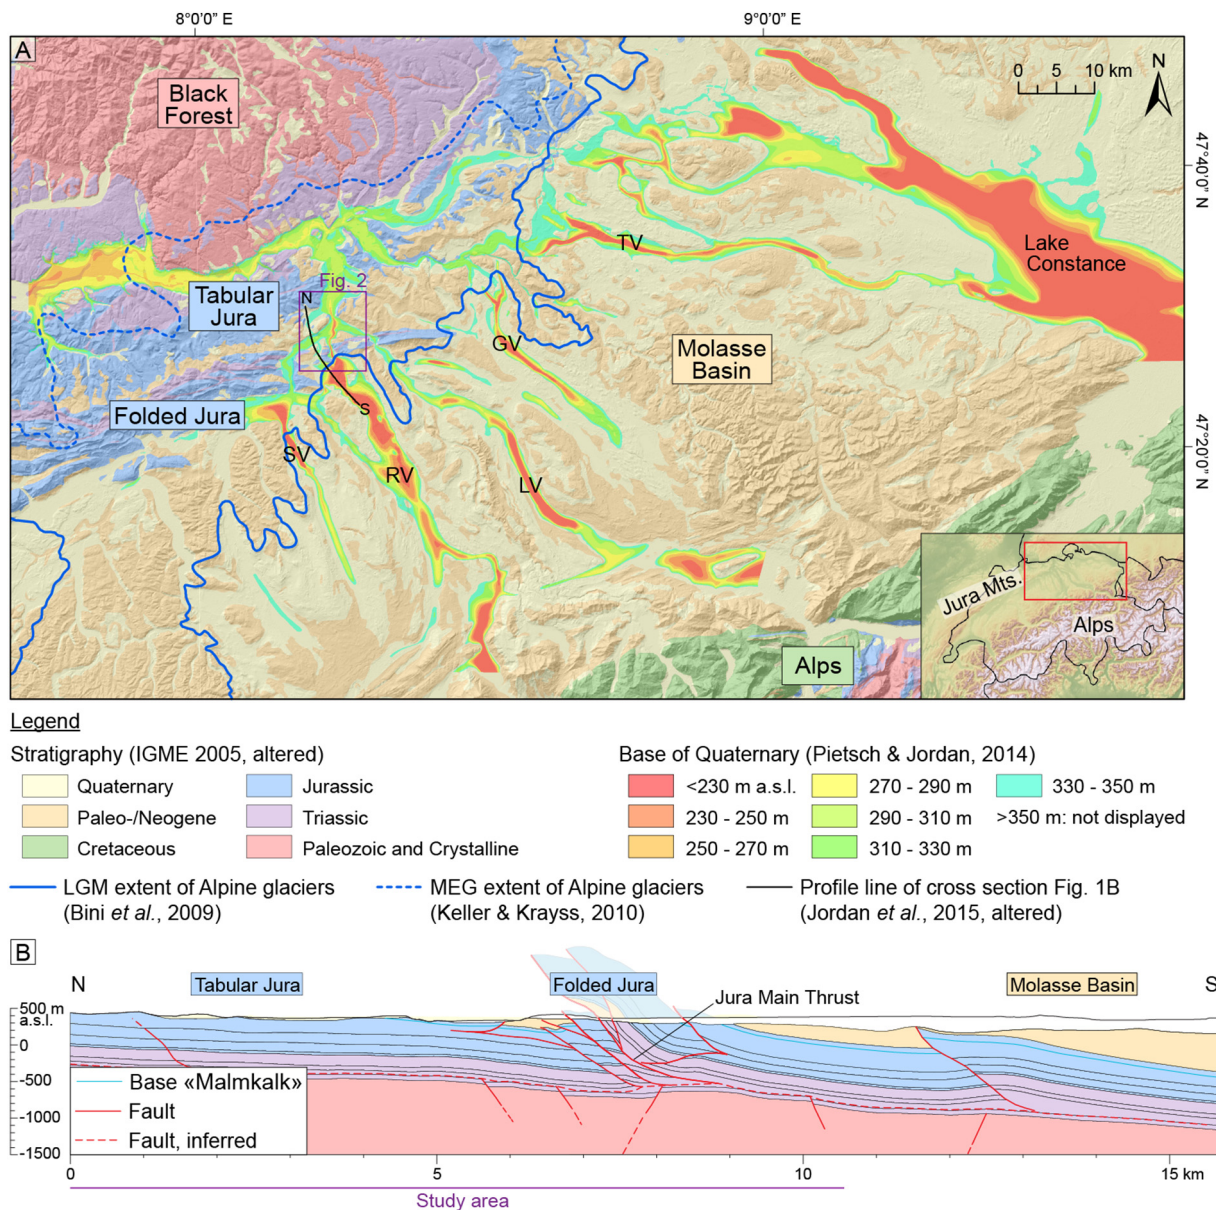 8°0'0" E
9°0'0" E
A
Black
Forest
N
0 5 10 km
47°40'0" N
Lake
Constance
TV
Fig. 2
N
Tabular
Jura
GV
Molasse
Basin
Folded Jura
S
SV
RV
LV
47°20'0" N
Jura Mts.
Alps
Alps
Legend
Stratigraphy (IGME 2005, altered)
Quaternary
Paleo-/Neogene
Cretaceous
Jurassic
Triassic
Paleozoic and Crystalline
Base of Quaternary (Pietsch & Jordan, 2014)
<230 m a.s.l.
230 - 250 m
250 - 270 m
270 - 290 m
290 - 310 m
310 - 330 m
330 - 350 m
>350 m: not displayed
LGM extent of Alpine glaciers
(Bini et al., 2009)
MEG extent of Alpine glaciers
(Keller & Krayss, 2010)
Profile line of cross section Fig. 1B
(Jordan et al., 2015, altered)
B
N
Tabular Jura
Folded Jura
Molasse Basin
S
Jura Main Thrust
500 m
a.s.l.
0
-500
-1000
-1500
Base «Malmkalk»
Fault
Fault, inferred
0 5 10 15 km
Study area